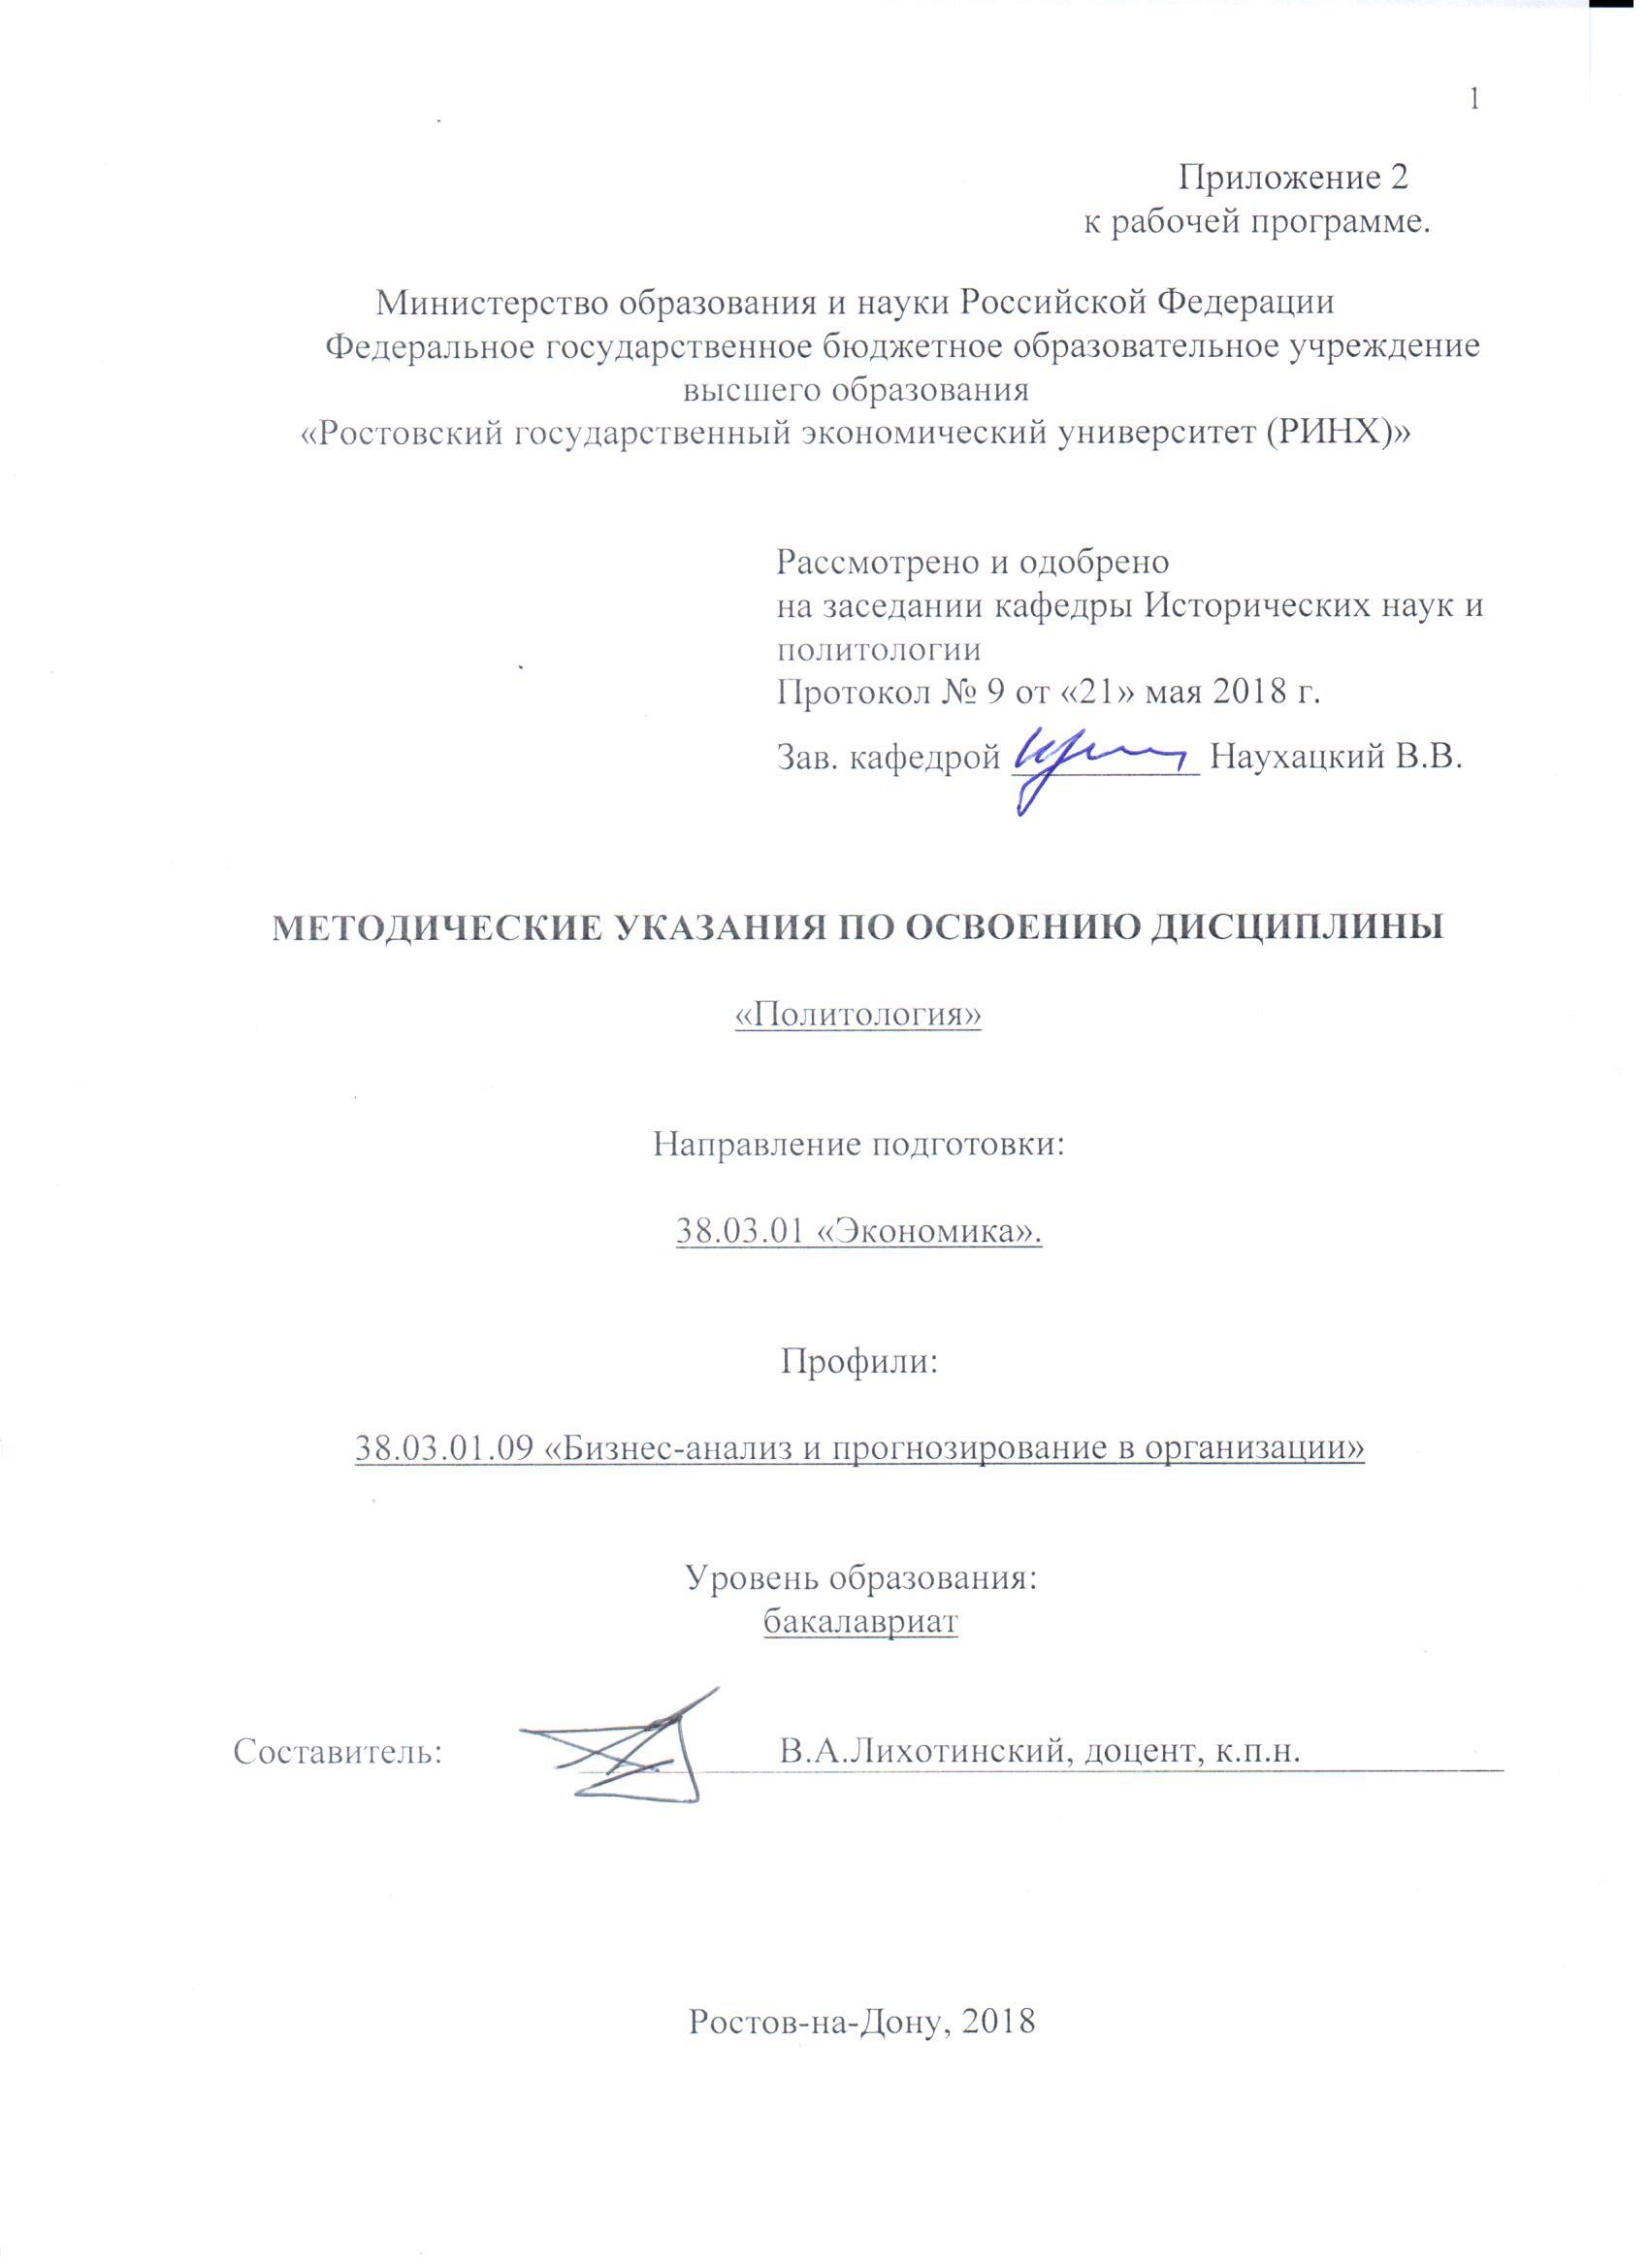 1
Приложение 2
к рабочей программе.
Министерство образования и науки Российской Федерации
Федеральное государственное бюджетное образовательное учреждение
высшего образования
«Ростовский государственный экономический университет (РИНХ)»
Рассмотрено и одобрено
на заседании кафедры Исторических наук и
политологии
Протокол № 9 от «21» мая 2018 г.
Зав. кафедрой __________ Наухацкий В.В.
МЕТОДИЧЕСКИЕ УКАЗАНИЯ ПО ОСВОЕНИЮ ДИСЦИПЛИНЫ
«Политология»
Направление подготовки:
38.03.01 «Экономика».
Профили:
38.03.01.09 «Бизнес-анализ и прогнозирование в организации»
Уровень образования:
бакалавриат
Составитель: В.А.Лихотинский, доцент, к.п.н.
Ростов-на-Дону, 2018